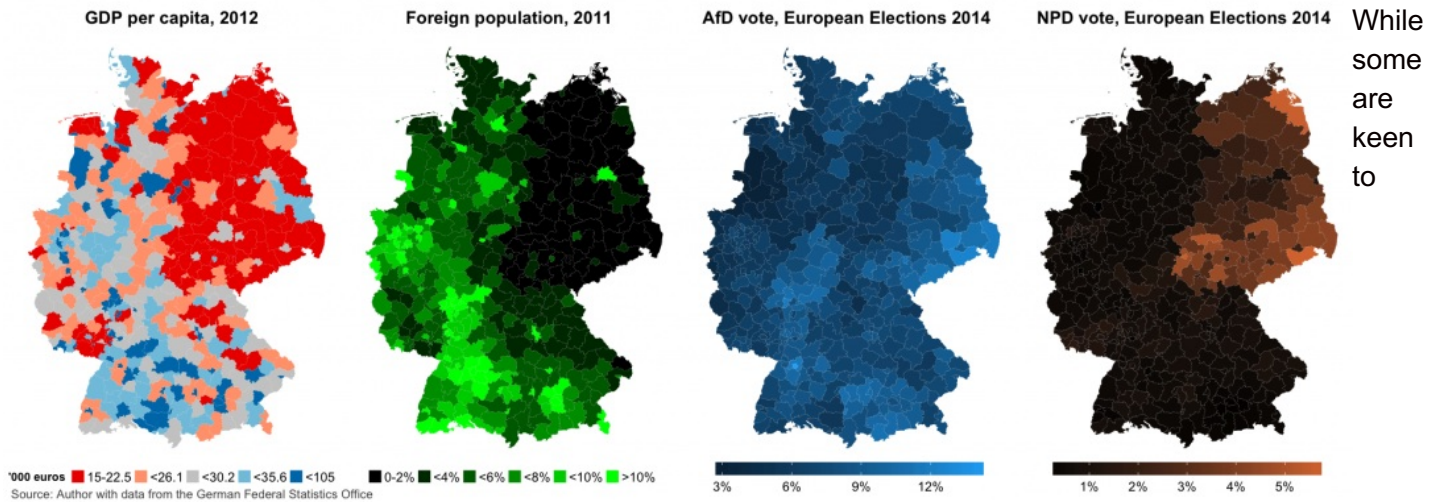 GDP per capita, 2012
Foreign population, 2011
AfD vote, European Elections 2014
NPD vote, European Elections 2014
While
some
are
keen
to
'000 euros 15-22.5 <26.1 <30.2 <35.6 <105
0-2% <4% <6% <8% <10% >10%
3% 6% 9% 12%
1% 2% 3% 4% 5%
Source: Author with data from the German Federal Statistics Office